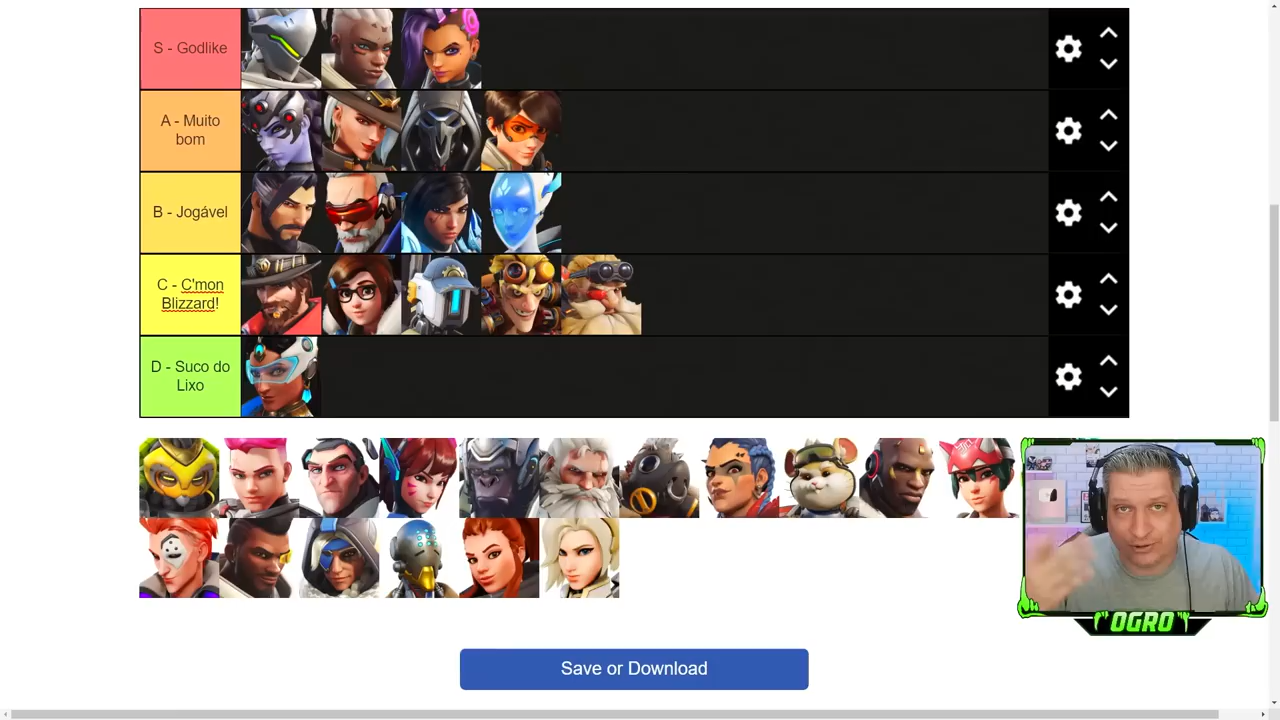 S - Godlike
A - Muito
bom
B - Jogável
C - C'mon
Blizzard!
D - Suco do
Lixo
OGRO
Save or Download